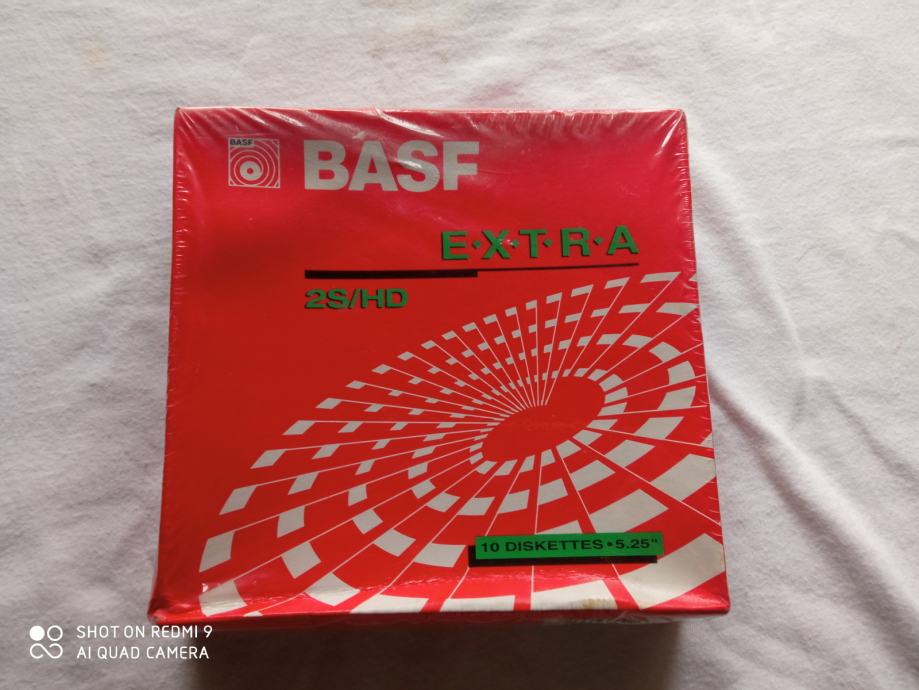 BASF
BASF
E·X·T·R·A
2S/HD
10 DISKETTES • 5.25"
SHOT ON REDMI 9
AI QUAD CAMERA